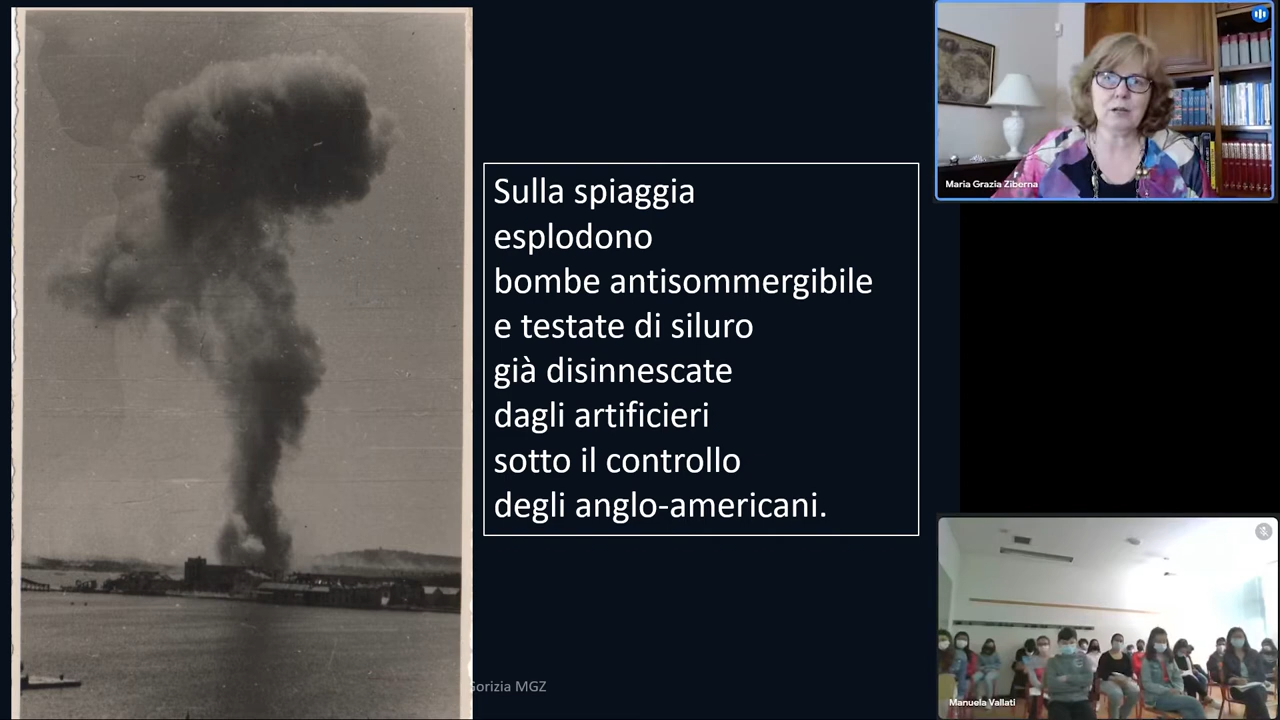 Sulla spiaggia
esplodono
bombe antisommergibile
e testate di siluro
già disinnescate
dagli artificieri
sotto il controllo
degli anglo-americani.
Gorizia MGZ
Maria Grazia Ziberna
Manuela Vallati